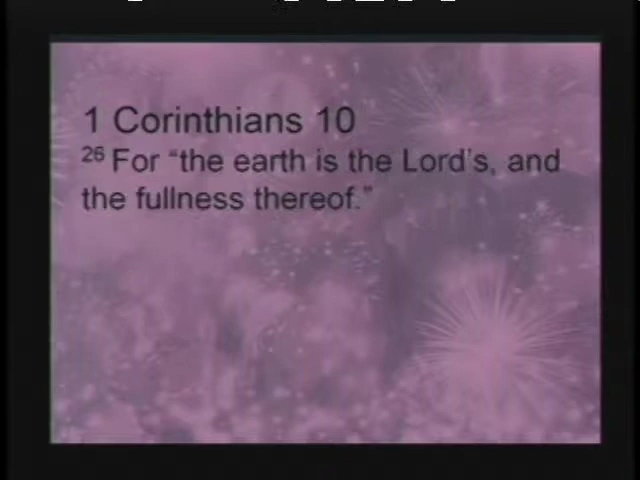 1 Corinthians 10
26 For “the earth is the Lord’s, and
the fullness thereof.”